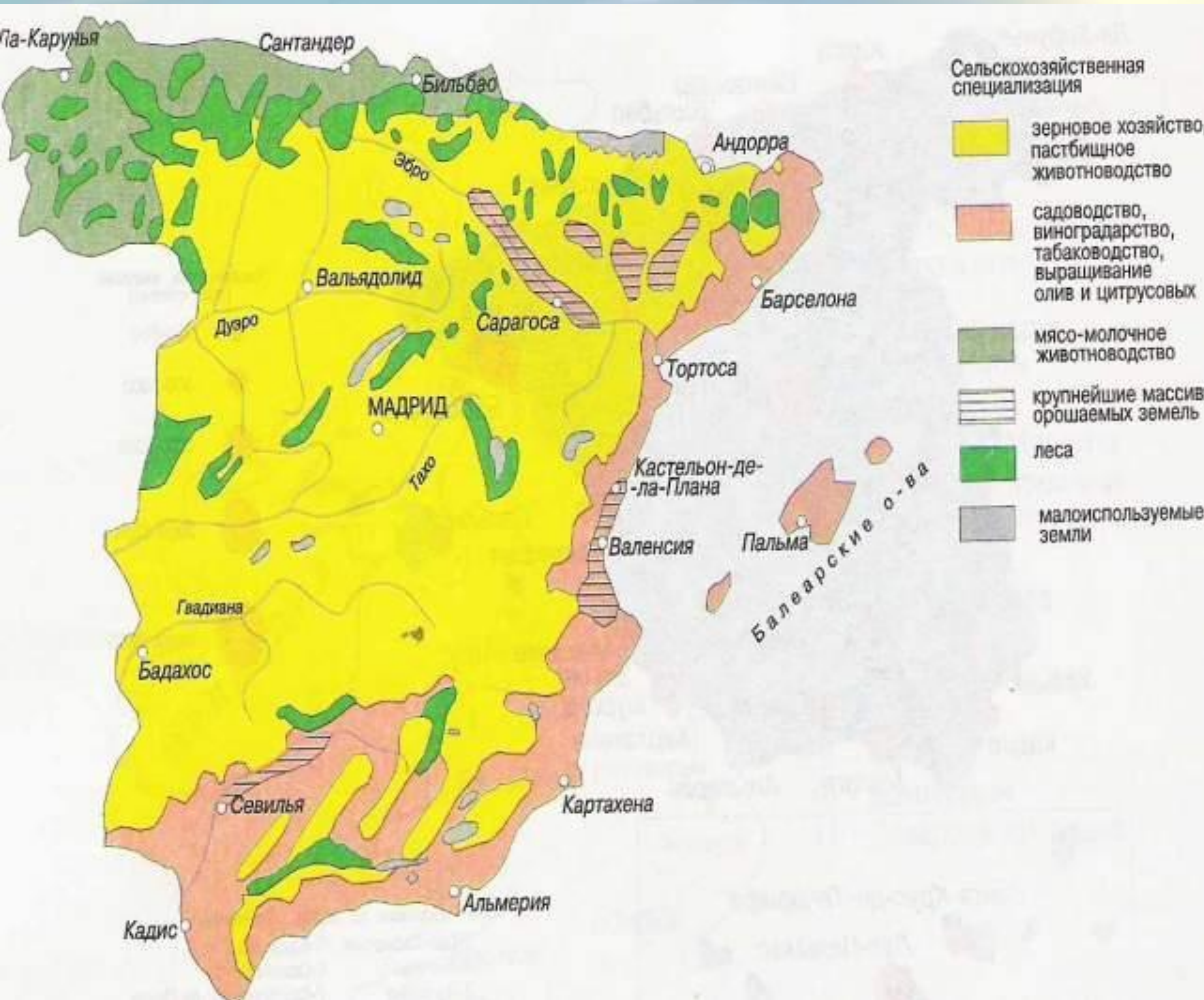 Ла-Карунья
Сантандер
Бильбао
Андорра
Эбро
Вальядолид
Дуэро
Сарагоса
Барселона
Тортоса
МАДРИД
Тахо
Кастельон-де-
-ла-Плана
Валенсия
Пальма
Балеарские о-ва
Гвадиана
Бадахос
Севилья
Картахена
Альмерия
Кадис
Сельскохозяйственная
специализация
зерновое хозяйство
пастбищное
животноводство
садоводство,
виноградарство,
табаководство,
выращивание
олив и цитрусовых
мясо-молочное
животноводство
крупнейшие массив
орошаемых земель
леса
малоиспользуемые
земли